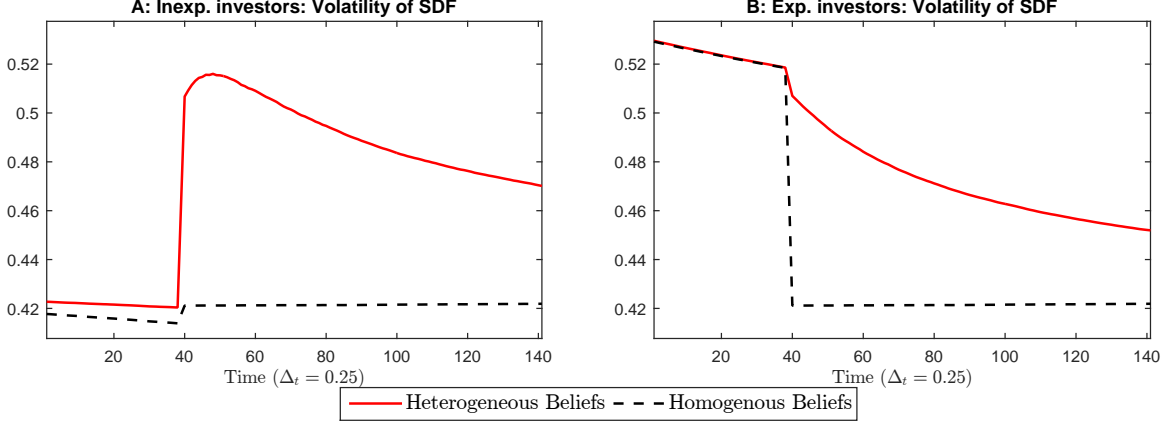 A: Inexp. investors: Volatility of SDF
0.52
0.5
0.48
0.46
0.44
0.42
20 40 60 80 100 120 140
Time (Δt = 0.25)
B: Exp. investors: Volatility of SDF
0.52
0.5
0.48
0.46
0.44
0.42
20 40 60 80 100 120 140
Time (Δt = 0.25)
Heterogeneous Beliefs Homogenous Beliefs